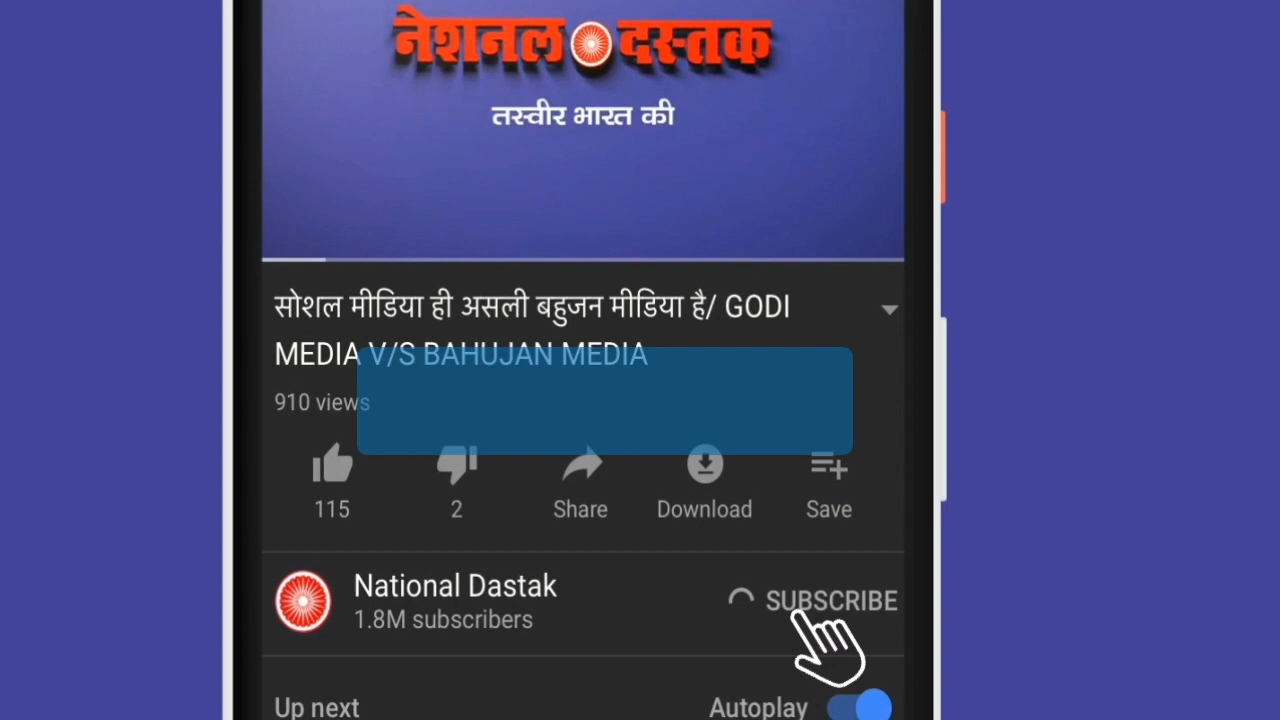 नेशनल दस्तक
तस्वीर भारत की
सोशल मीडिया ही असली बहुजन मीडिया है/ GODI
MEDIA V/S BAHUJAN MEDIA
910 views
115
2
Share
Download
Save
National Dastak
1.8M subscribers
SUBSCRIBE
Up next
Autoplay